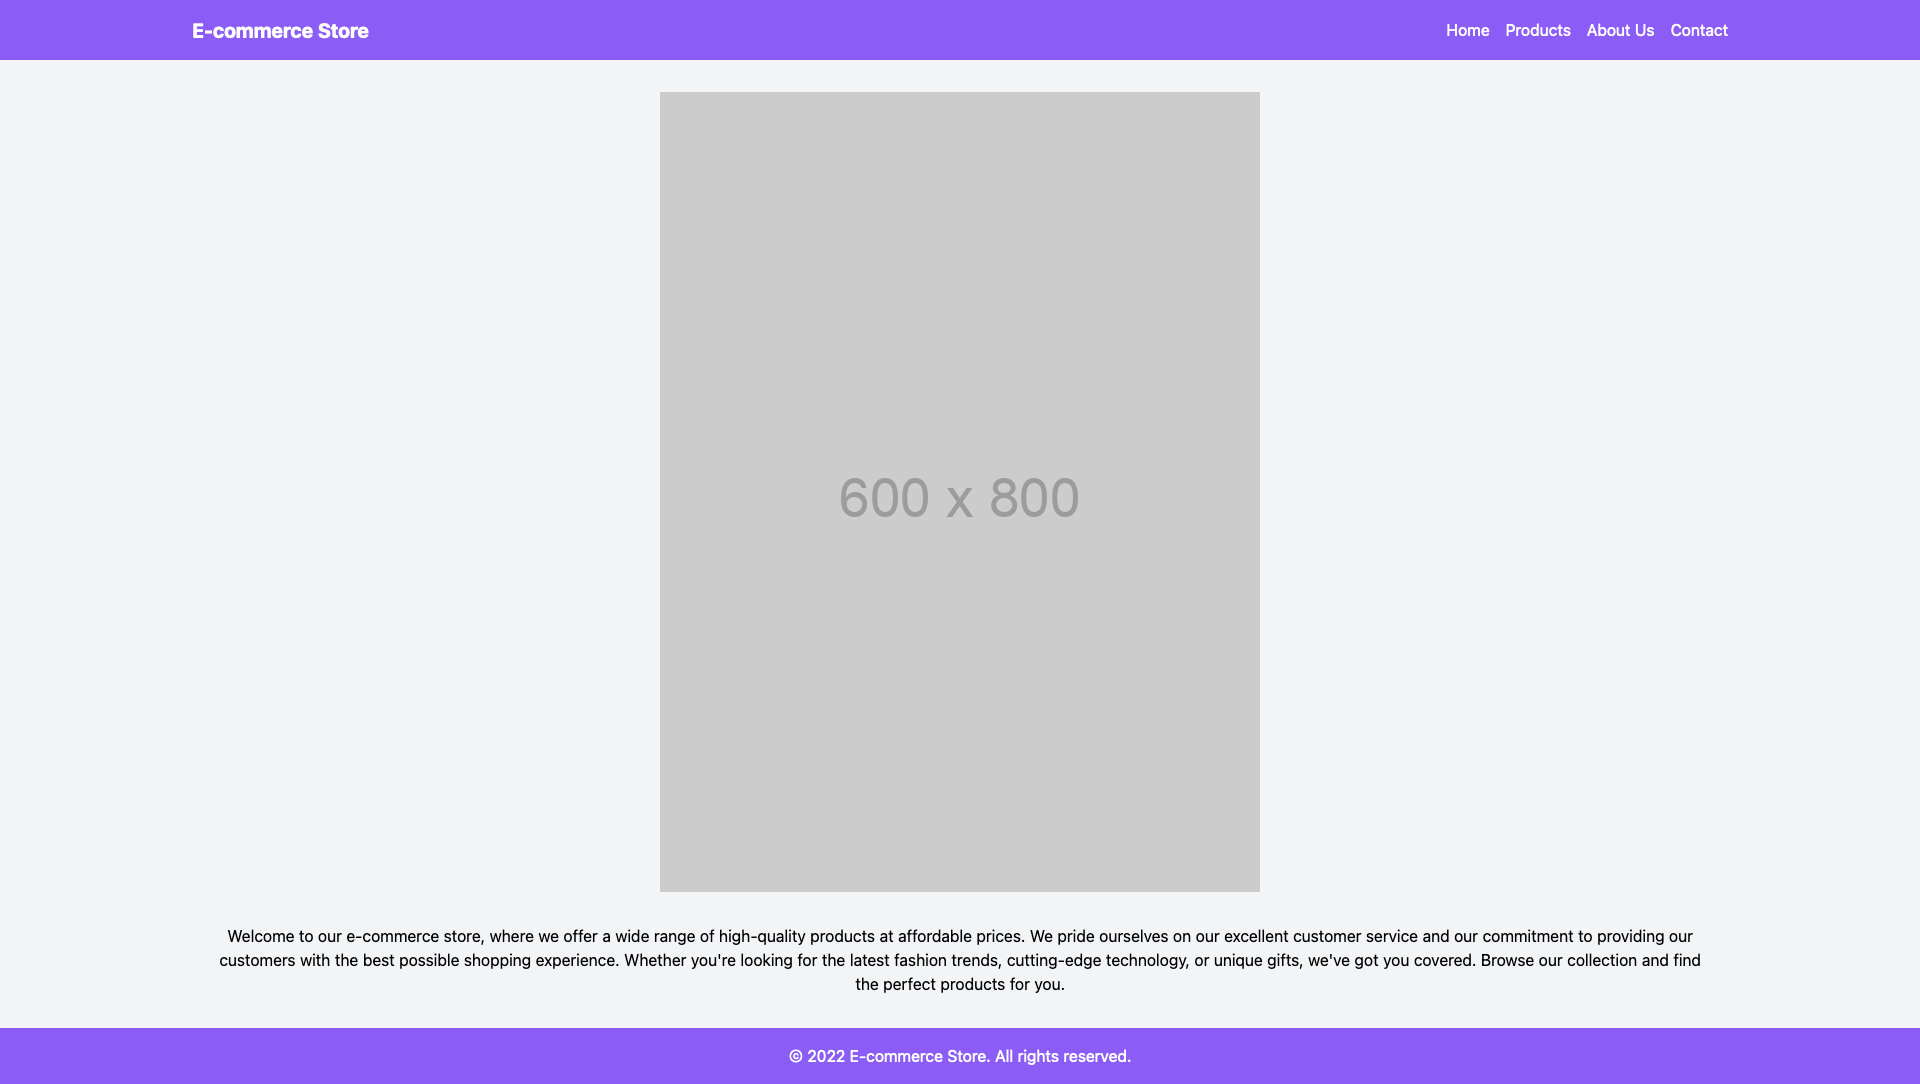 E-commerce Store
Home Products About Us Contact
600 x 800
Welcome to our e-commerce store, where we offer a wide range of high-quality products at affordable prices. We pride ourselves on our excellent customer service and our commitment to providing our
customers with the best possible shopping experience. Whether you're looking for the latest fashion trends, cutting-edge technology, or unique gifts, we've got you covered. Browse our collection and find
the perfect products for you.
© 2022 E-commerce Store. All rights reserved.